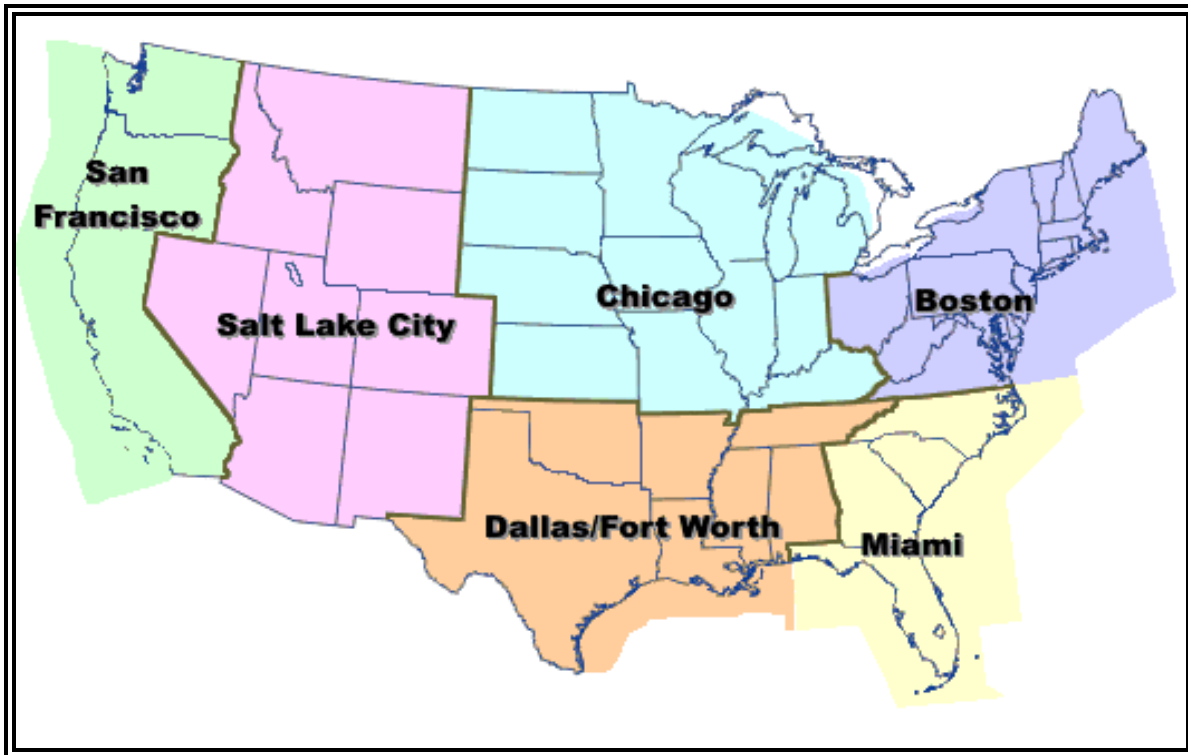 San
Francisco
Salt Lake City
Chicago
Boston
Dallas/Fort Worth
Miami